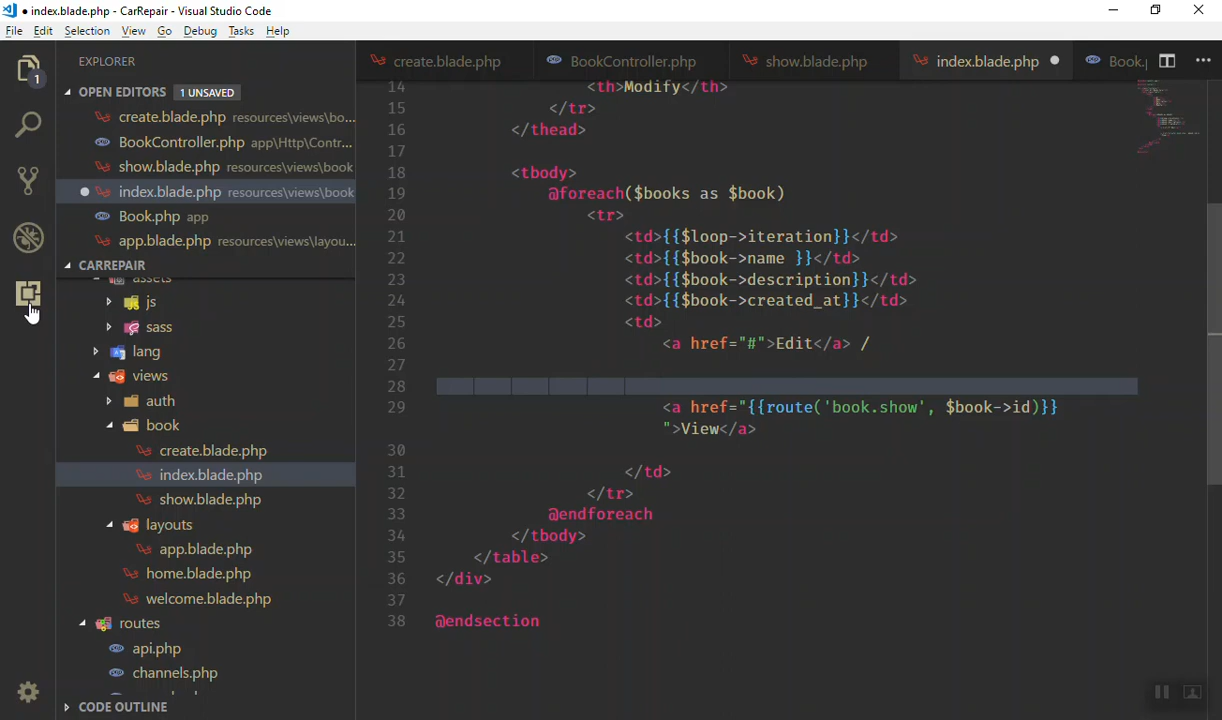 index.blade.php - CarRepair - Visual Studio Code
File Edit Selection View Go Debug Tasks Help
EXPLORER
OPEN EDITORS 1 UNSAVED
create.blade.php resources\views\bo...
BookController.php app\Http\Contr...
show.blade.php resources\views\book
index.blade.php resources\views\book
Book.php app
app.blade.php resources\views\layou...
CARREPAIR
assets
js
sass
lang
views
auth
book
create.blade.php
index.blade.php
show.blade.php
layouts
app.blade.php
home.blade.php
welcome.blade.php
routes
api.php
channels.php
CODE OUTLINE
1
create.blade.php BookController.php show.blade.php index.blade.php Book.
14 <th>Modify</th>
15 </tr>
16 </thead>
17
18 <tbody>
19 @foreach($books as $book)
20 <tr>
21 <td>{{$loop->iteration}}</td>
22 <td>{{$book->name }}</td>
23 <td>{{$book->description}}</td>
24 <td>{{$book->created_at}}</td>
25 <td>
26 <a href="#">Edit</a> /
27
28
29 <a href="{{route('book.show', $book->id)}}
">View</a>
30
31 </td>
32 </tr>
33 @endforeach
34 </tbody>
35 </table>
36 </div>
37
38 @endsection